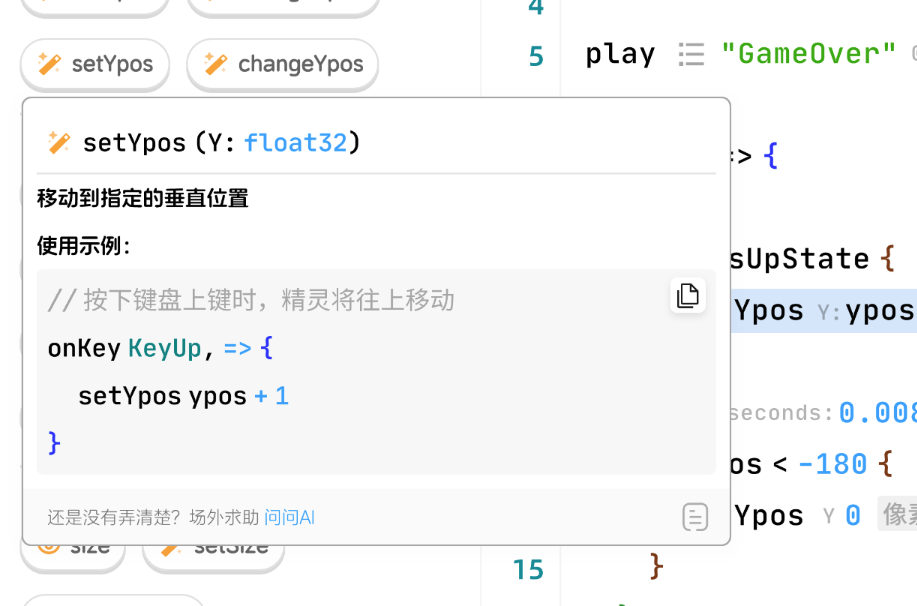 4
setYpos changeYpos
5 play "GameOver"
setYpos (Y: float32)
=> {
移动到指定的垂直位置
使用示例：
sUpState {
// 按下键盘上键时，精灵将往上移动
Ypos Y: ypos
onKey KeyUp, => {
setYpos ypos + 1
seconds: 0.008
}
os < -180 {
还是没有弄清楚？场外求助 问问AI
Ypos Y 0 像素
size setSize
15 }